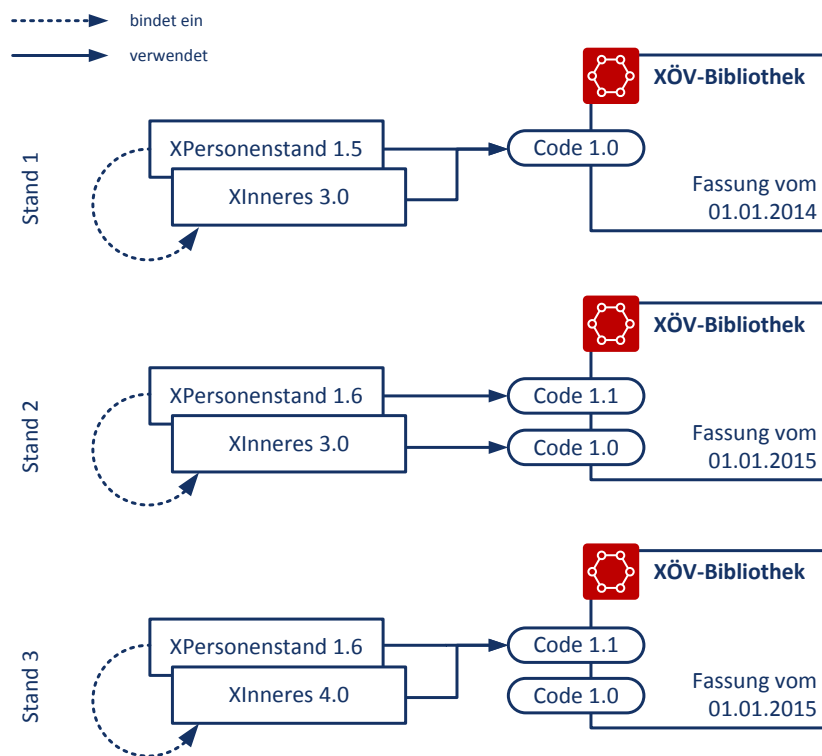 bindet ein
verwendet
Stand 1
XPersonenstand 1.5
XInneres 3.0
Code 1.0
XÖV-Bibliothek
Fassung vom
01.01.2014
Stand 2
XPersonenstand 1.6
XInneres 3.0
Code 1.1
Code 1.0
XÖV-Bibliothek
Fassung vom
01.01.2015
Stand 3
XPersonenstand 1.6
XInneres 4.0
Code 1.1
Code 1.0
XÖV-Bibliothek
Fassung vom
01.01.2015